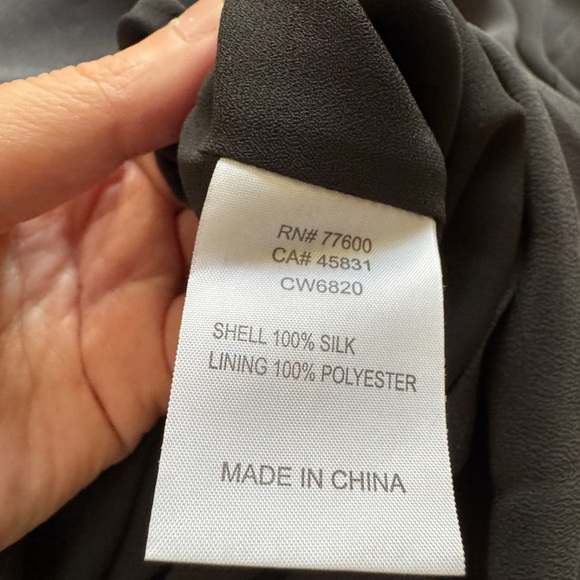 RN# 77600
CA# 45831
CW6820
SHELL 100% SILK
LINING 100% POLYESTER
MADE IN CHINA